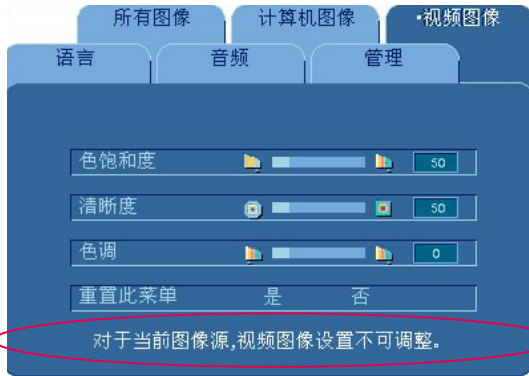 所有图像 计算机图像 •视频图像
语言 音频 管理
色饱和度 50
清晰度 50
色调 0
重置此菜单 是 否
对于当前图像源,视频图像设置不可调整。